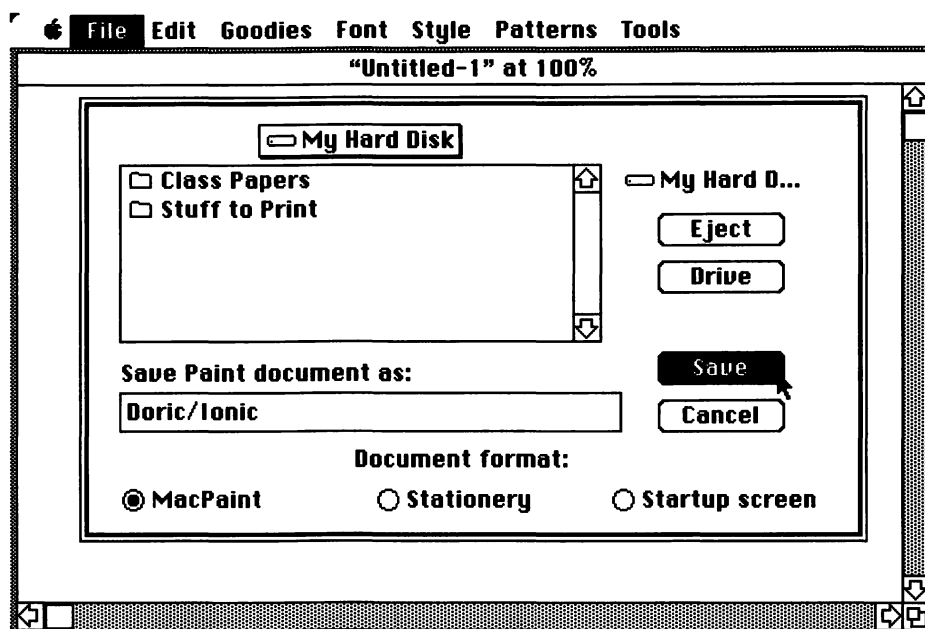 File Edit Goodies Font Style Patterns Tools
“Untitled-1” at 100%
My Hard Disk
Class Papers
Stuff to Print
My Hard D...
Eject
Drive
Save Paint document as:
Doric/Ionic
Save
Cancel
Document format:
MacPaint Stationery Startup screen